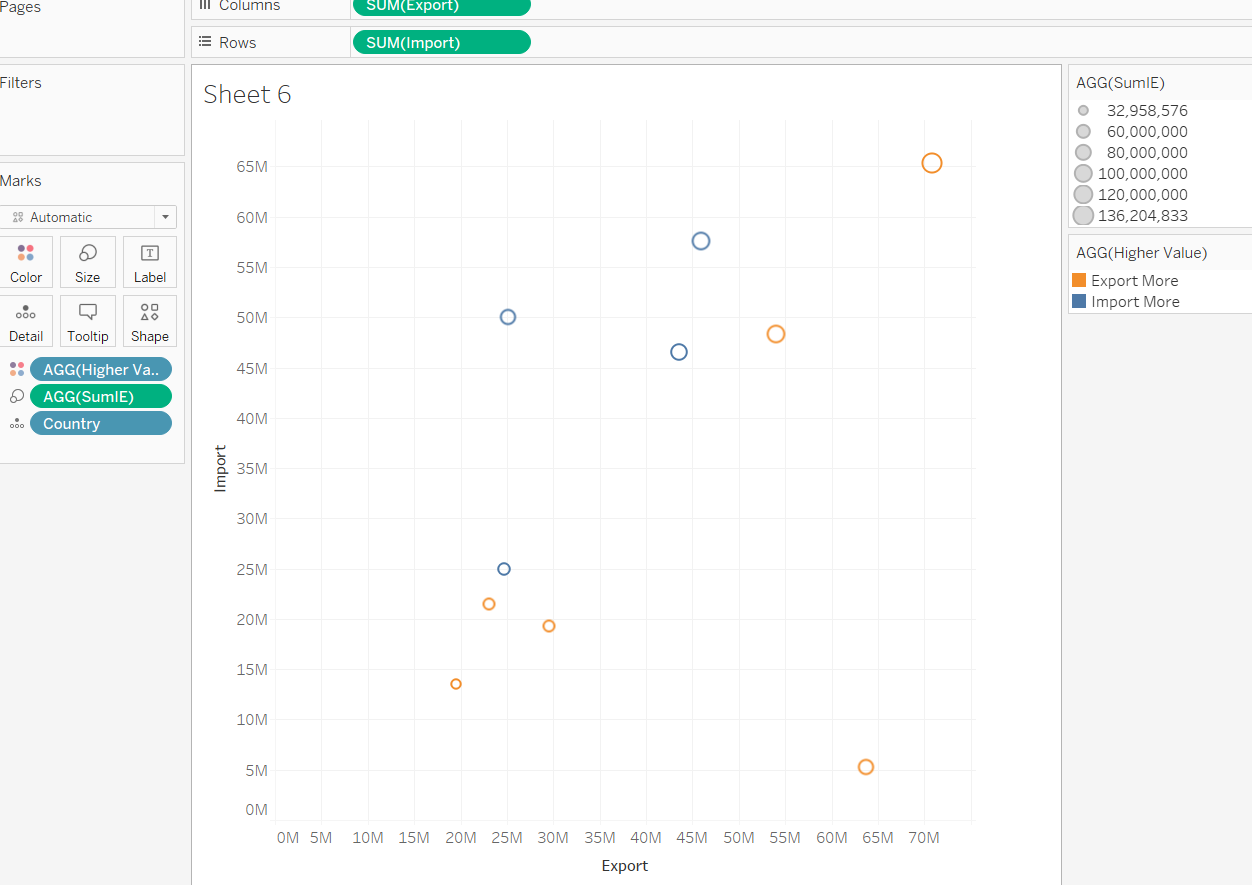 Pages
Columns
SUM(Export)
Rows
SUM(Import)
Filters
Marks
Automatic
Color
Size
Label
Detail
Tooltip
Shape
AGG(Higher Va..
AGG(SumIE)
Country
Sheet 6
Import
65M
60M
55M
50M
45M
40M
35M
30M
25M
20M
15M
10M
5M
0M
0M 5M 10M 15M 20M 25M 30M 35M 40M 45M 50M 55M 60M 65M 70M
Export
AGG(SumIE)
32,958,576
60,000,000
80,000,000
100,000,000
120,000,000
136,204,833
AGG(Higher Value)
Export More
Import More